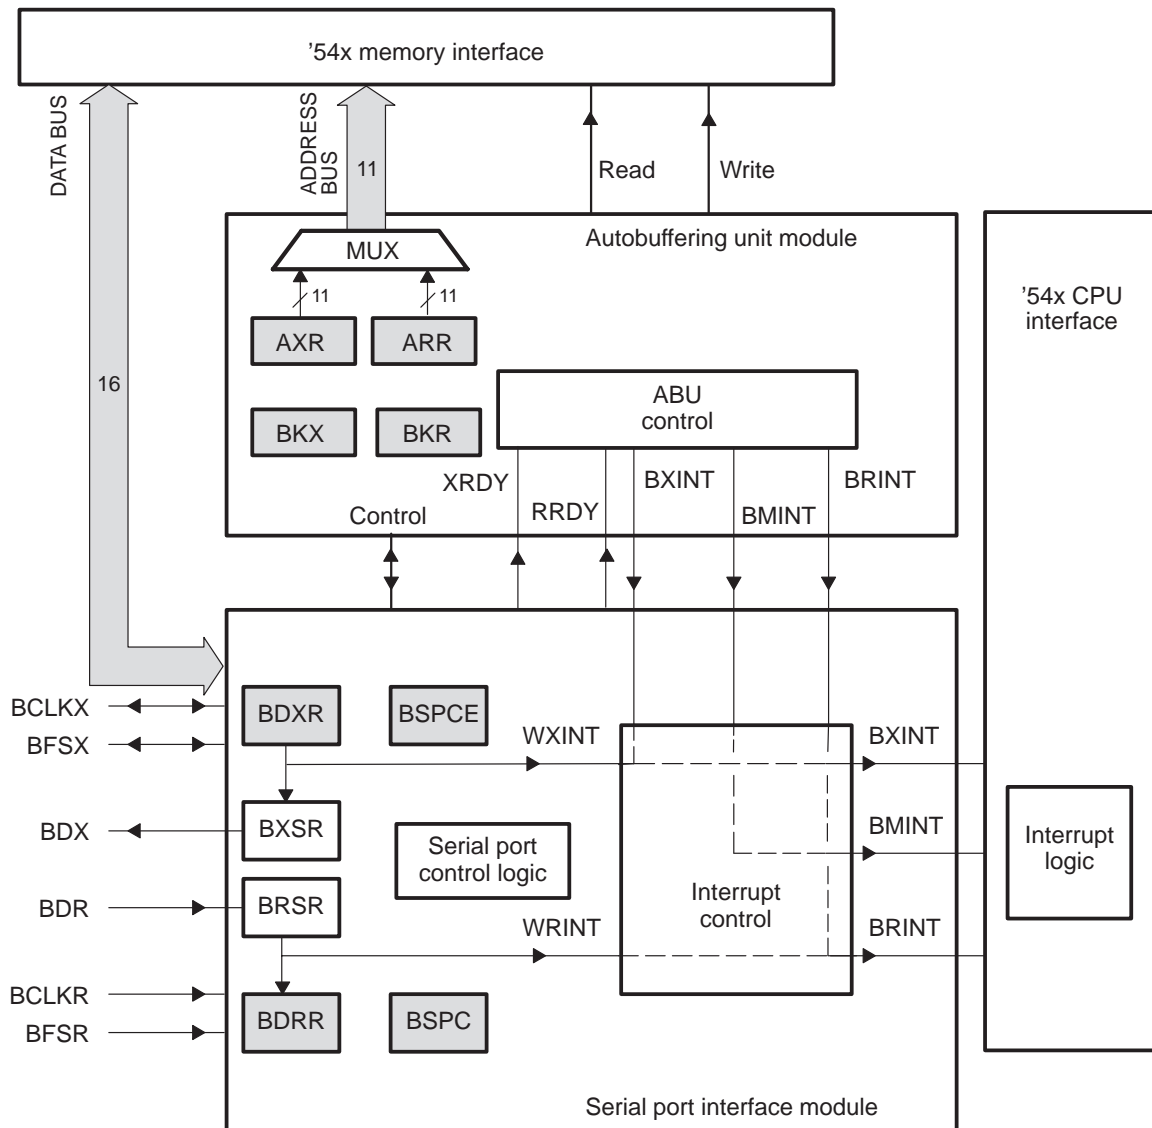 ’54x memory interface
DATA BUS
ADDRESS
BUS
11
Read
Write
Autobuffering unit module
MUX
11
11
’54x CPU
interface
AXR
ARR
16
ABU
control
BKX
BKR
XRDY
BXINT
BRINT
Control
RRDY
BMINT
BCLKX
BDXR
BSPCE
WXINT
BXINT
BFSX
BDX
BXSR
Serial port
control logic
BMINT
Interrupt
logic
BDR
BRSR
Interrupt
control
WRINT
BRINT
BCLKR
BDRR
BSPC
BFSR
Serial port interface module